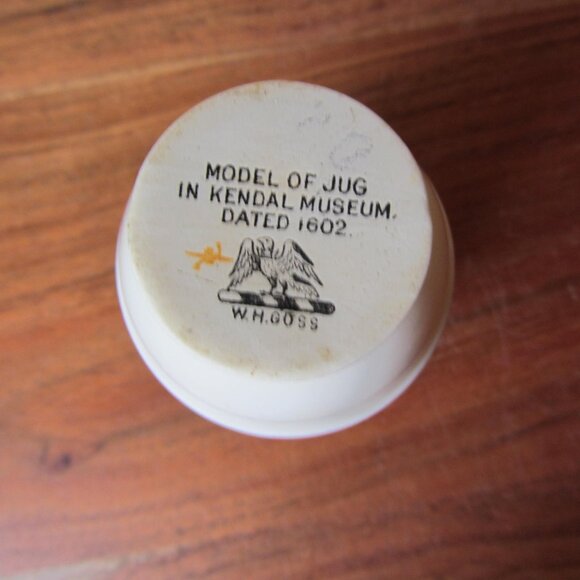 MODEL OF JUG
IN KENDAL MUSEUM.
DATED 1602.
W.H.GOSS